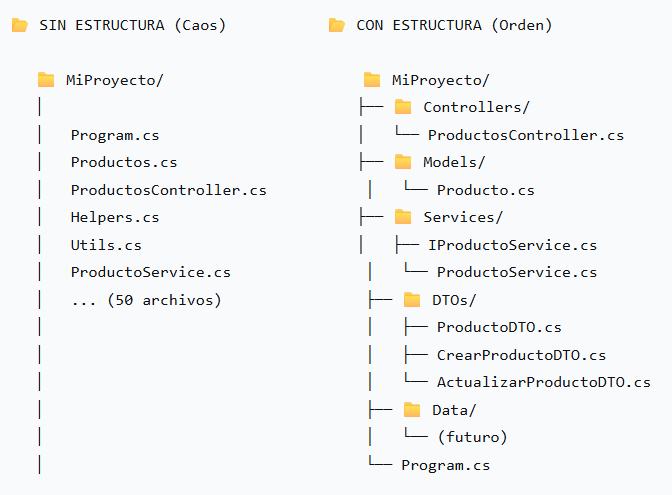 SIN ESTRUCTURA (Caos)
MiProyecto/
Program.cs
Productos.cs
ProductosController.cs
Helpers.cs
Utils.cs
ProductoService.cs
... (50 archivos)
CON ESTRUCTURA (Orden)
MiProyecto/
├── Controllers/
│   └── ProductosController.cs
├── Models/
│   └── Producto.cs
├── Services/
│   ├── IProductoService.cs
│   └── ProductoService.cs
├── DTOs/
│   ├── ProductoDTO.cs
│   ├── CrearProductoDTO.cs
│   └── ActualizarProductoDTO.cs
├── Data/
│   └── (futuro)
└── Program.cs